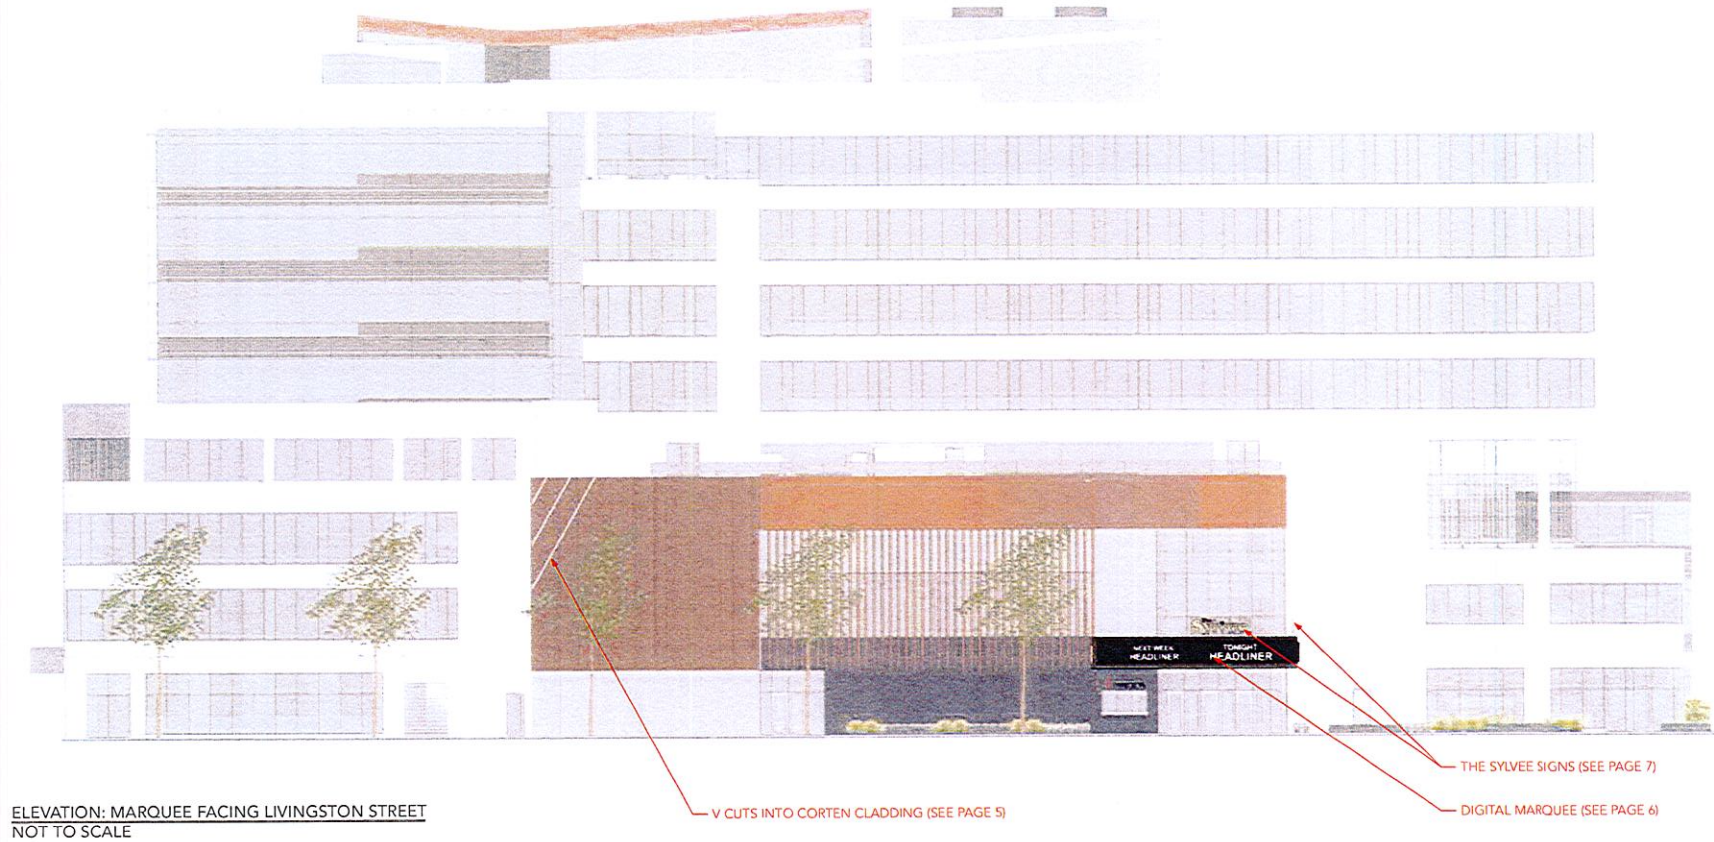 Sylvee
NEXT WEEK
HEADLINER
TONIGHT
HEADLINER
THE SYLVEE SIGNS (SEE PAGE 7)
V CUTS INTO CORTEN CLADDING (SEE PAGE 5)
DIGITAL MARQUEE (SEE PAGE 6)
ELEVATION: MARQUEE FACING LIVINGSTON STREET
NOT TO SCALE